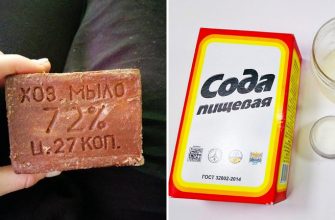 ХОЗ. МЫЛО
72%
Ц. 27 КОП.
Сода
пищевая
ГОСТ 32802-2014